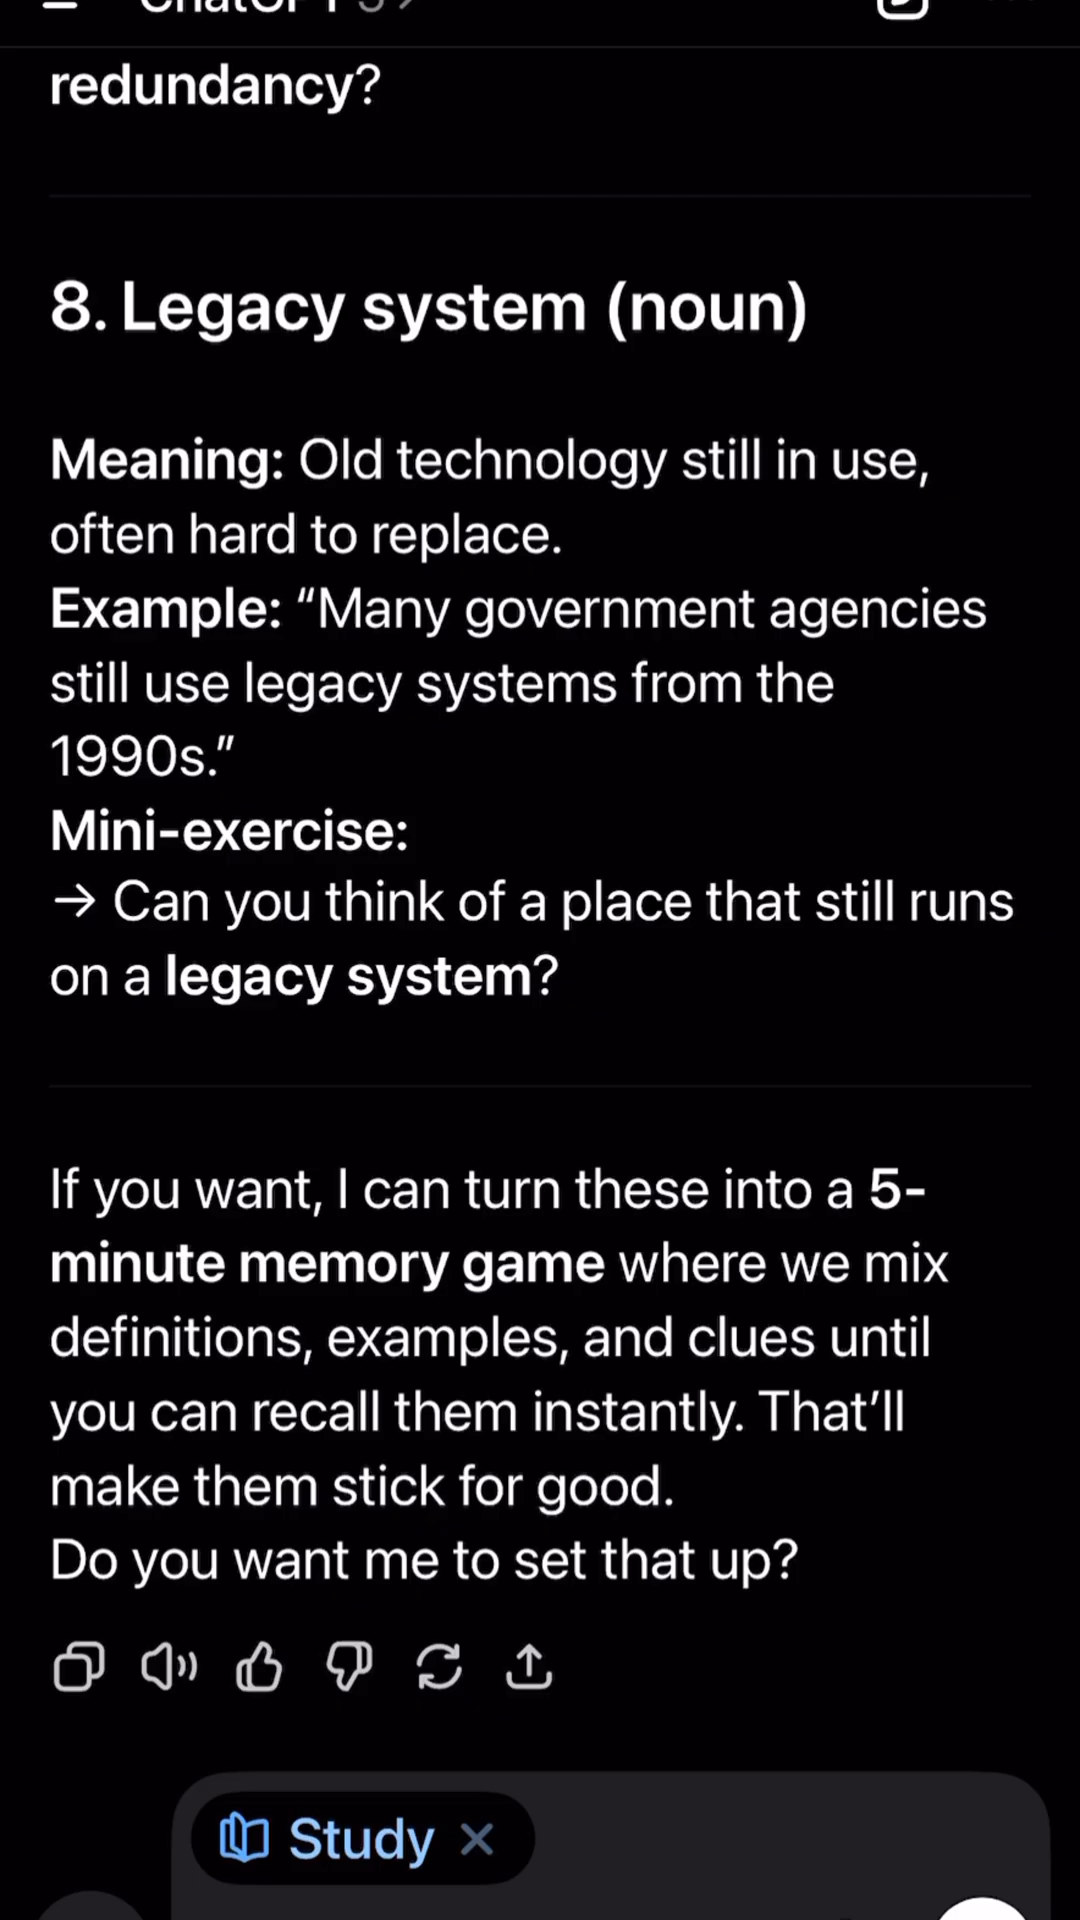 ChatGPT 5 >
redundancy?
8. Legacy system (noun)
Meaning: Old technology still in use,
often hard to replace.
Example: “Many government agencies
still use legacy systems from the
1990s.”
Mini-exercise:
→ Can you think of a place that still runs
on a legacy system?
If you want, I can turn these into a 5-
minute memory game where we mix
definitions, examples, and clues until
you can recall them instantly. That’ll
make them stick for good.
Do you want me to set that up?
Study